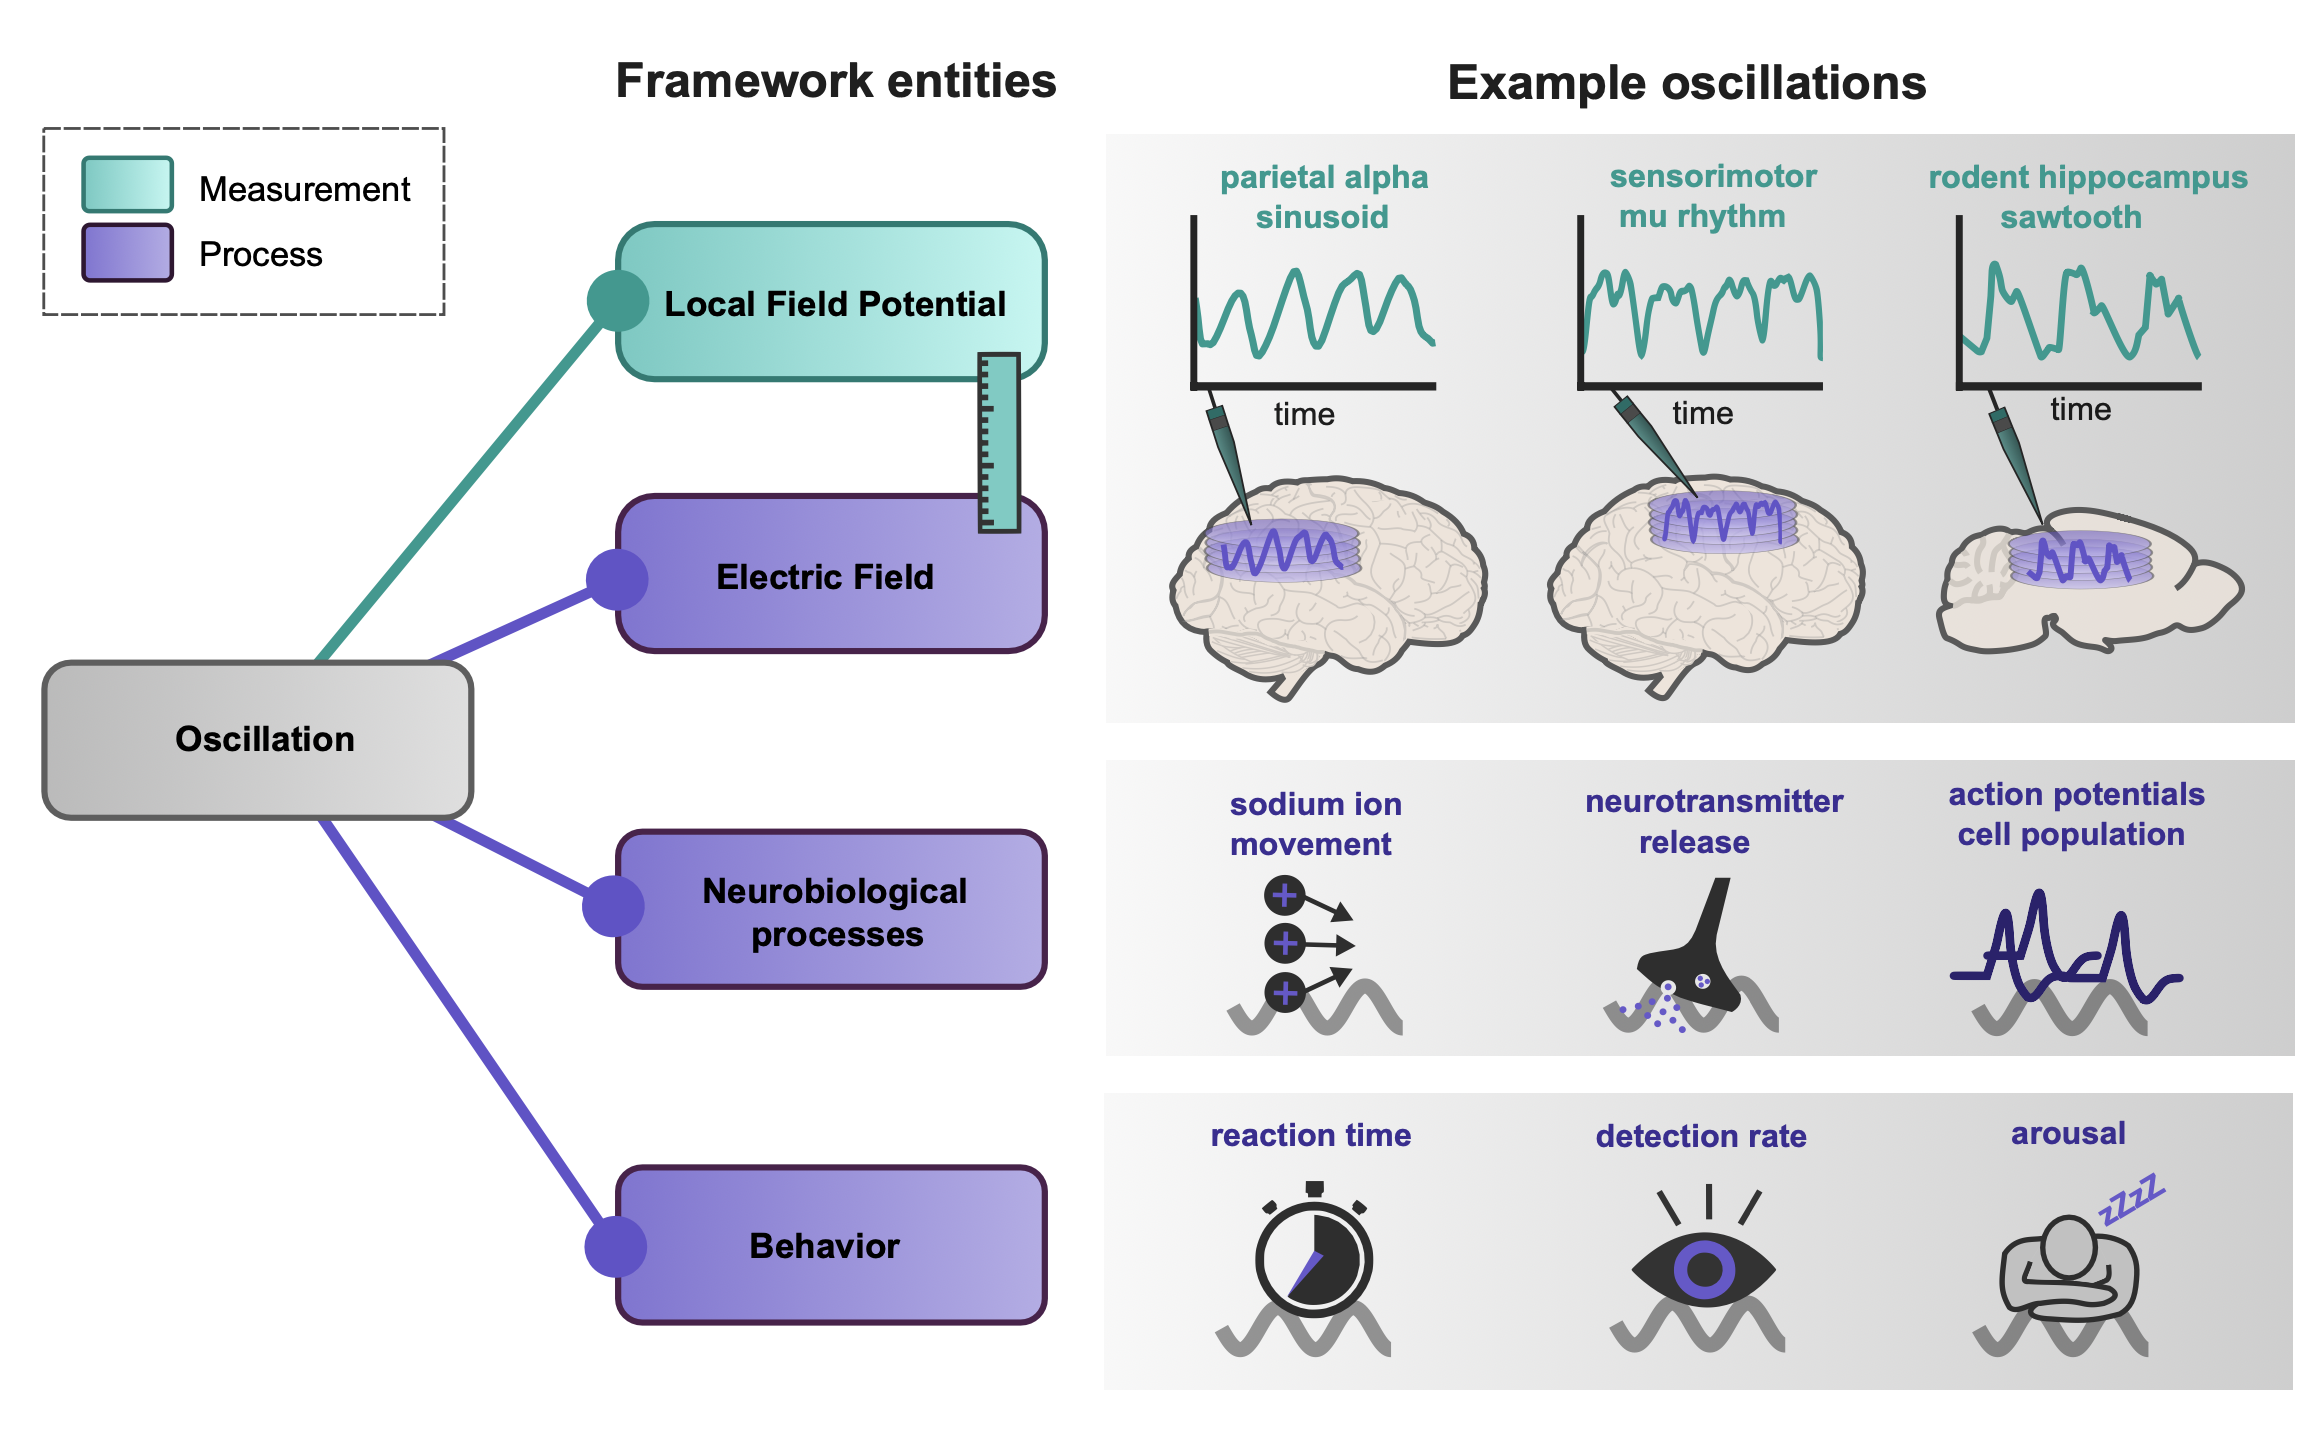 Framework entities
Example oscillations
Measurement
Process
Local Field Potential
Electric Field
Oscillation
Neurobiological
processes
Behavior
parietal alpha
sinusoid
time
sensorimotor
mu rhythm
time
rodent hippocampus
sawtooth
time
sodium ion
movement
+
+
+
neurotransmitter
release
action potentials
cell population
reaction time
detection rate
arousal
zZzZ